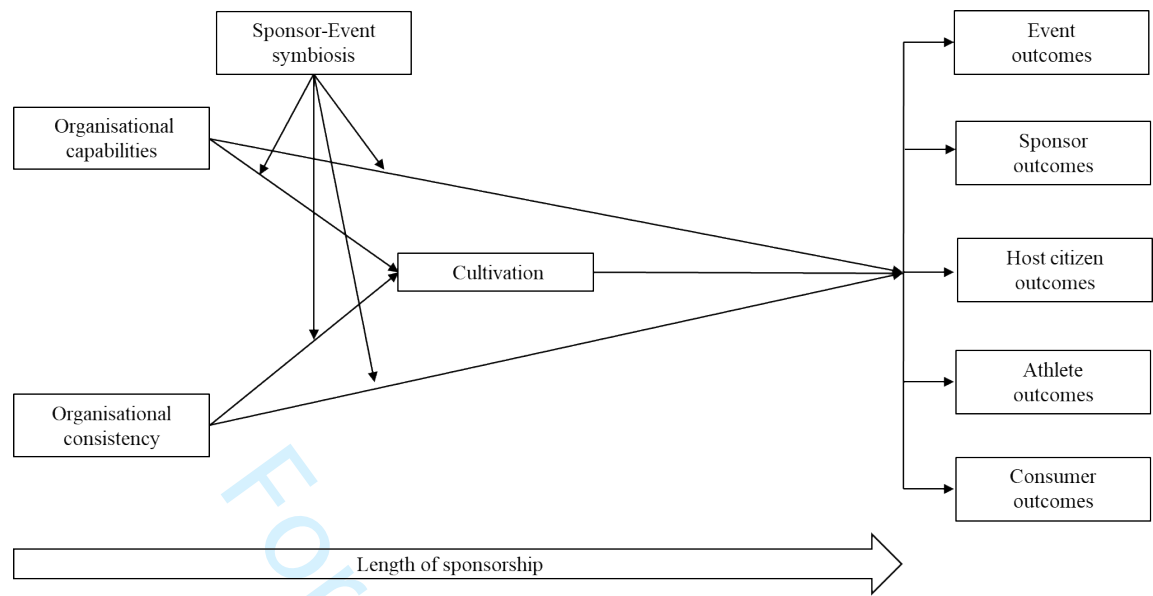 Sponsor-Event
symbiosis
Organisational
capabilities
Cultivation
Organisational
consistency
Event
outcomes
Sponsor
outcomes
Host citizen
outcomes
Athlete
outcomes
Consumer
outcomes
Length of sponsorship
For